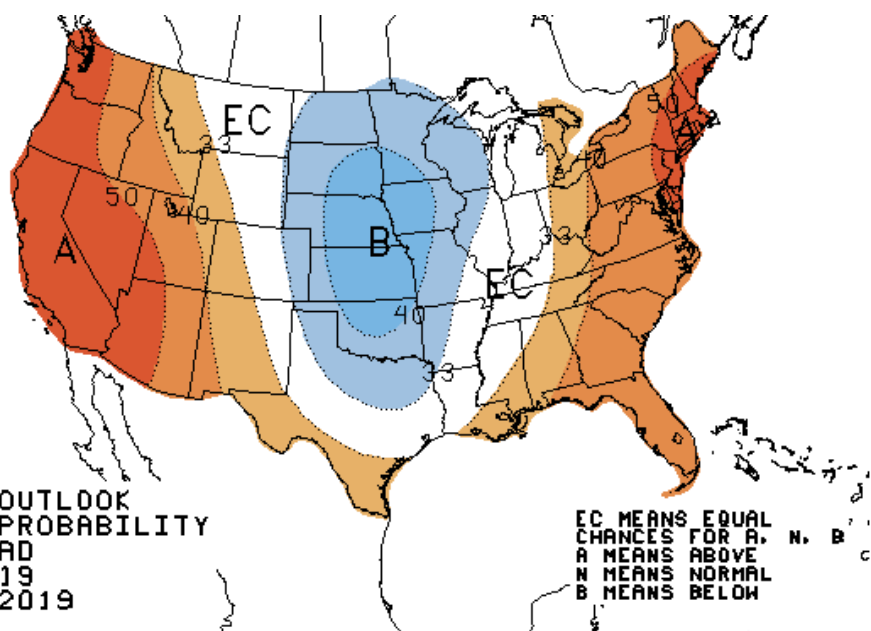 A
EC
33
50
A
40
33
50
40
A
B
33
EC
40
33
OUTLOOK
PROBABILITY
AD
19
2019
EC MEANS EQUAL
CHANCES FOR A, N, B
A MEANS ABOVE
C
N MEANS NORMAL
B MEANS BELOW